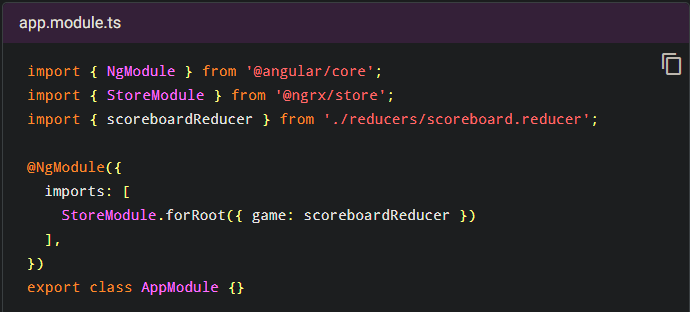 app.module.ts
import { NgModule } from '@angular/core';
import { StoreModule } from '@ngrx/store';
import { scoreboardReducer } from './reducers/scoreboard.reducer';
@NgModule({
  imports: [
    StoreModule.forRoot({ game: scoreboardReducer })
  ],
})
export class AppModule {}